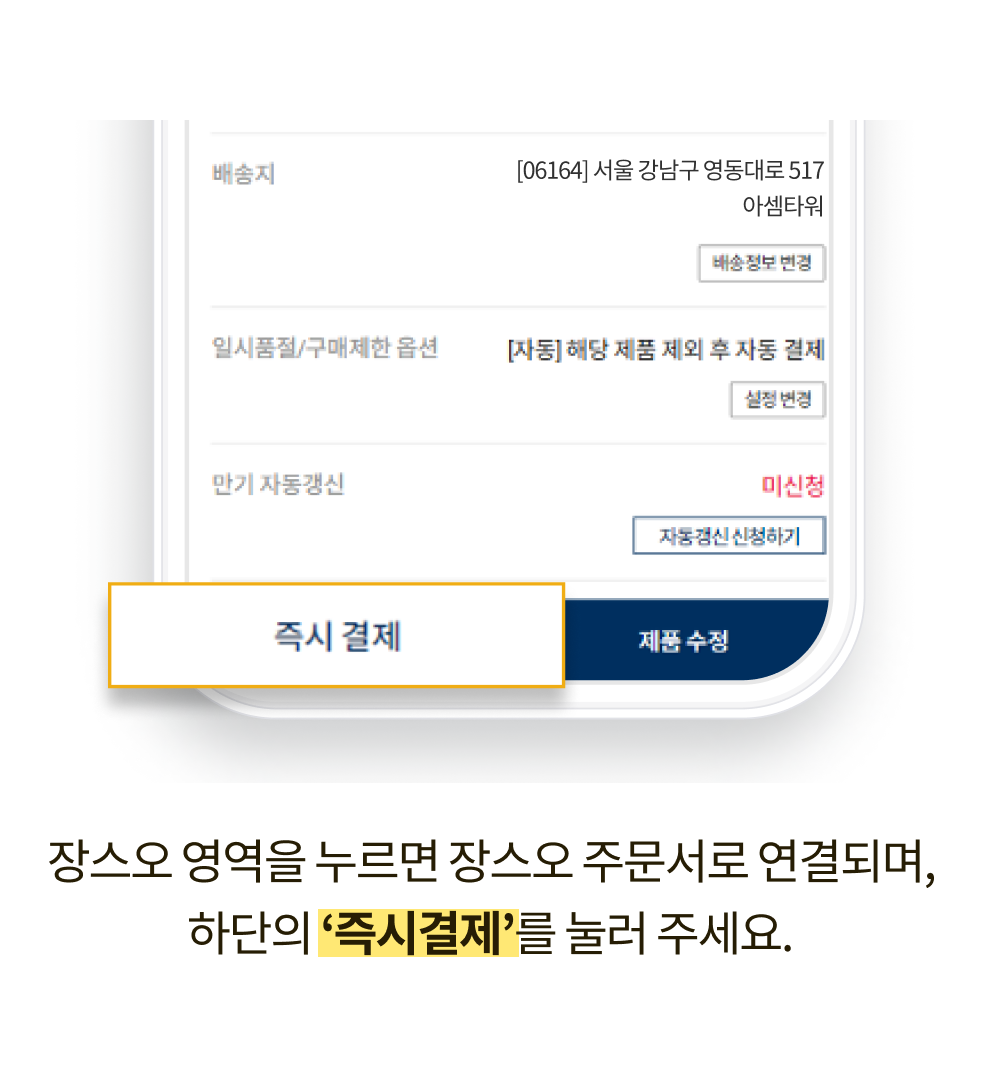 배송지
[06164] 서울 강남구 영동대로 517
아셈타워
배송정보 변경
일시품절/구매제한 옵션
[자동] 해당 제품 제외 후 자동 결제
설정 변경
만기 자동갱신
미신청
자동갱신 신청하기
즉시 결제
제품 수정
장스오 영역을 누르면 장스오 주문서로 연결되며,
하단의 ‘즉시결제’를 눌러 주세요.